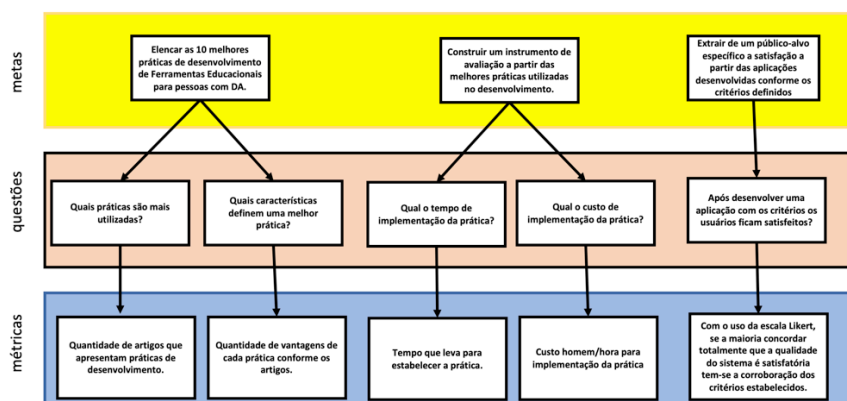 metas
Elencar as 10 melhores
práticas de desenvolvimento
de Ferramentas Educacionais
para pessoas com DA.
Construir um instrumento de
avaliação a partir das
melhores práticas utilizadas
no desenvolvimento.
Extrair de um público-alvo
específico a satisfação a
partir das aplicações
desenvolvidas conforme os
critérios definidos
questões
Quais práticas são mais
utilizadas?
Quais características
definem uma melhor
prática?
Qual o tempo de
implementação da prática?
Qual o custo de
implementação da prática?
Após desenvolver uma
aplicação com os critérios os
usuários ficam satisfeitos?
métricas
Quantidade de artigos que
apresentam práticas de
desenvolvimento.
Quantidade de vantagens de
cada prática conforme os
artigos.
Tempo que leva para
estabelecer a prática.
Custo homem/hora para
implementação da prática
Com o uso da escala Likert,
se a maioria concordar
totalmente que a qualidade
do sistema é satisfatória
tem-se a corroboração dos
critérios estabelecidos.